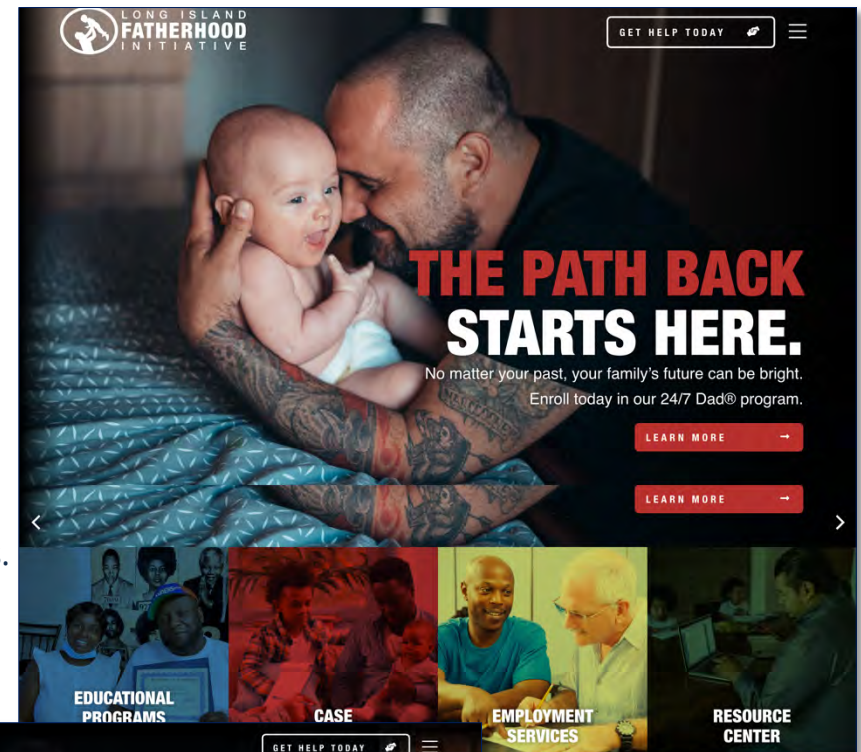 LONG ISLAND
FATHERHOOD
INITIATIVE
GET HELP TODAY
THE PATH BACK
STARTS HERE.
No matter your past, your family's future can be bright.
Enroll today in our 24/7 Dad® program.
LEARN MORE
LEARN MORE
EDUCATIONAL
PROGRAMS
CASE
EMPLOYMENT
SERVICES
RESOURCE
CENTER
GET HELP TODAY